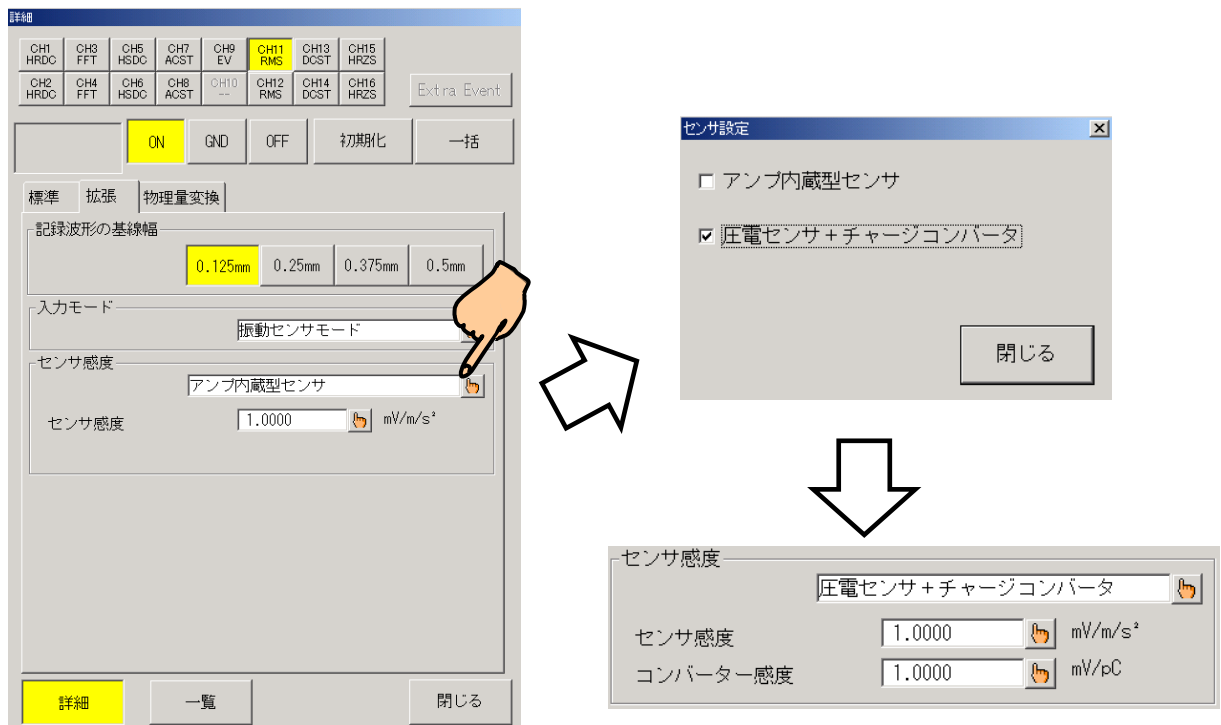 詳細
CH1 CH3 CH5 CH7 CH9 CH11 CH13 CH15
HRDC FFT HSDC ACST EV RMS DCST HRZS
CH2 CH4 CH6 CH8 CH10 CH12 CH14 CH16
HRDC FFT HSDC ACST -- RMS DCST HRZS
Extra Event
ON GND OFF 初期化 一括
標準 拡張 物理量変換
記録波形の基線幅
0.125mm 0.25mm 0.375mm 0.5mm
入力モード
振動センサモード
センサ感度
アンプ内蔵型センサ
センサ感度 1.0000 mV/m/s²
詳細 一覧 閉じる
センサ設定
アンプ内蔵型センサ
圧電センサ+チャージコンバータ
閉じる
センサ感度
圧電センサ+チャージコンバータ
センサ感度 1.0000 mV/m/s²
コンバーター感度 1.0000 mV/pC